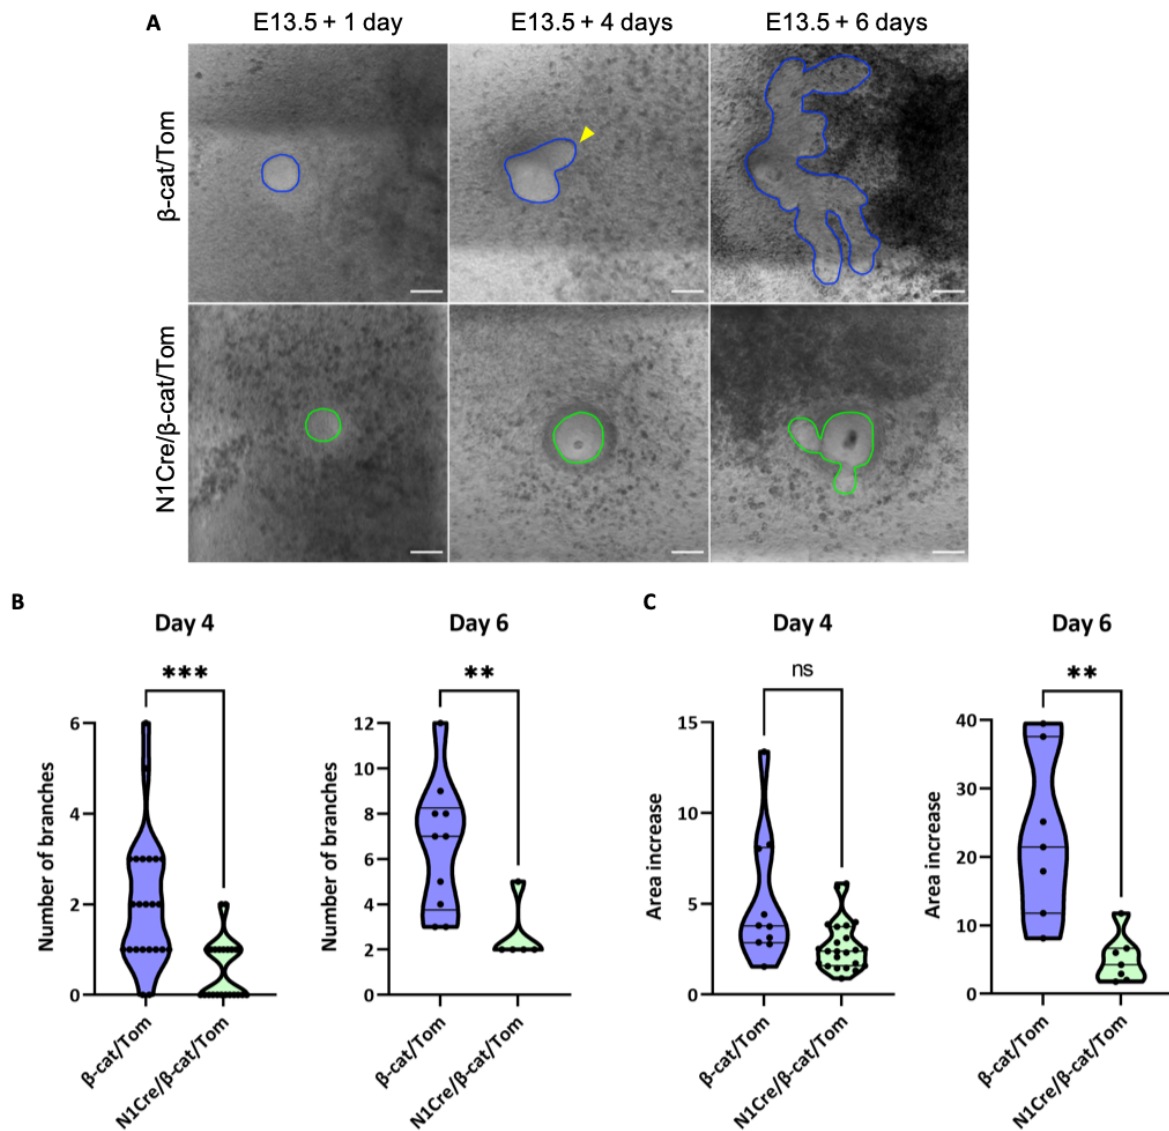 A
E13.5 + 1 day
E13.5 + 4 days
E13.5 + 6 days
β-cat/Tom
N1Cre/β-cat/Tom
B
C
Day 4
Day 6
Day 4
Day 6
***
**
ns
**
Number of branches
6
4
2
0
β-cat/Tom
N1Cre/β-cat/Tom
Number of branches
12
10
8
6
4
2
0
β-cat/Tom
N1Cre/β-cat/Tom
Area increase
15
10
5
0
β-cat/Tom
N1Cre/β-cat/Tom
Area increase
40
30
20
10
0
β-cat/Tom
N1Cre/β-cat/Tom